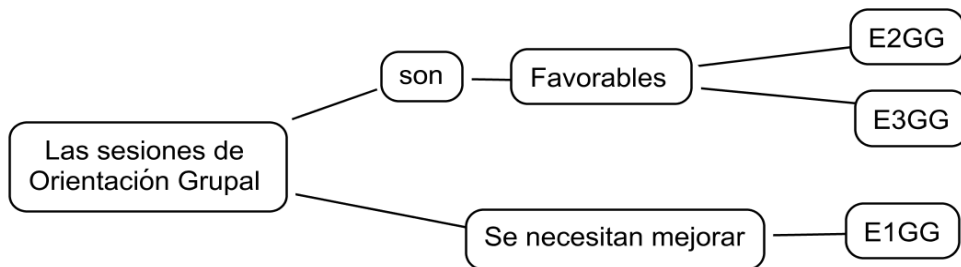 E2GG
son
Favorables
E3GG
Las sesiones de
Orientación Grupal
Se necesitan mejorar
E1GG